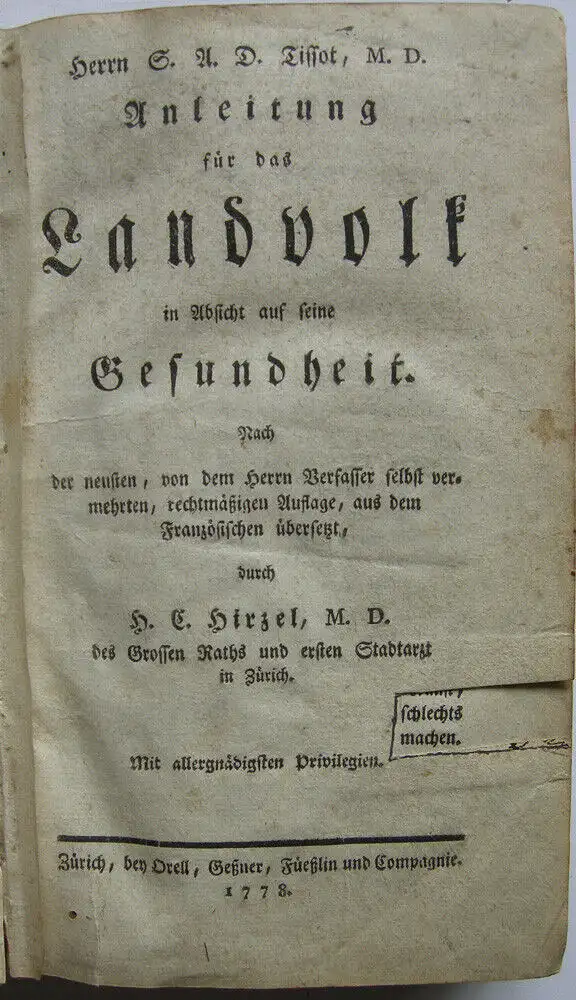 Herrn S. A. D. Tissot, M. D.
Anleitung
für das
Landvolk
in Absicht auf seine
Gesundheit.
Nach
der neusten, von dem Herrn Verfasser selbst ver-
mehrten, rechtmäßigen Auflage, aus dem
Französischen übersetzt,
durch
H. C. Hirzel, M. D.
des Grossen Raths und ersten Stadtarzt
in Zürich.
schlechts
machen.
Mit allergnädigsten Privilegien.
Zürich, bey Orell, Geßner, Füeßlin und Compagnie.
1778.